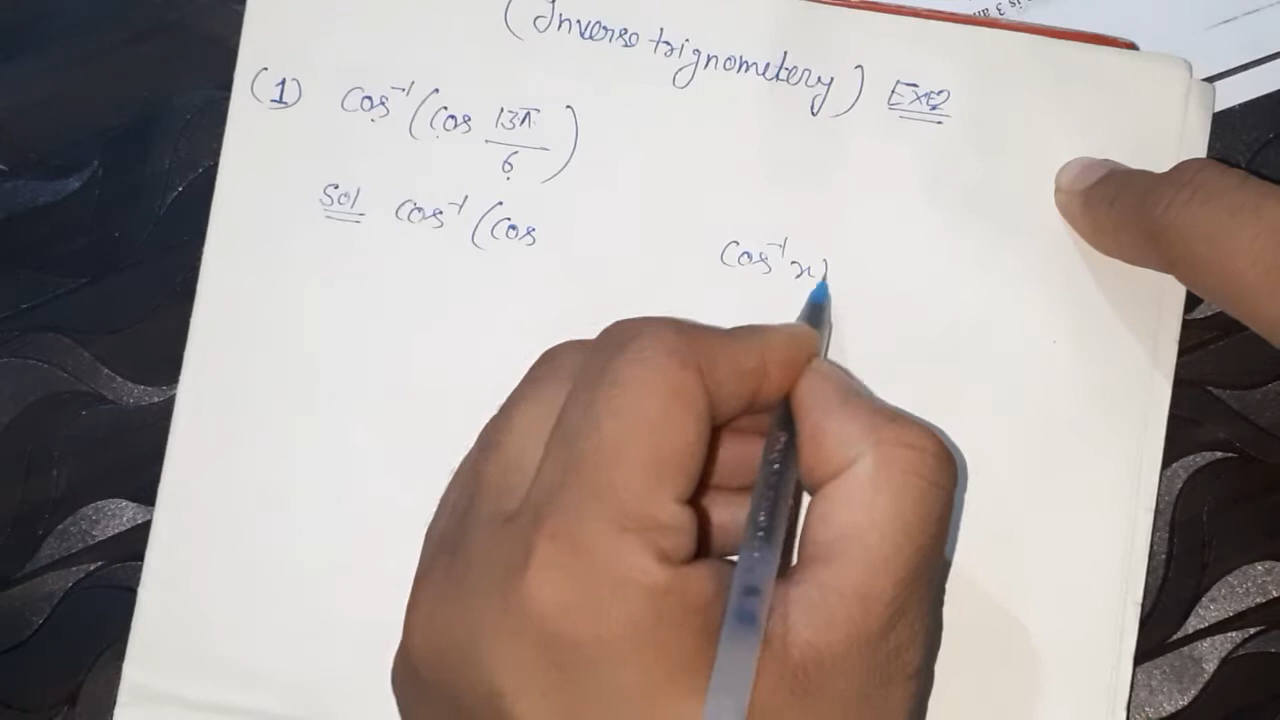 (Inverse trignometery) Ex2
(1) Cos⁻¹(Cos 13π/6)
Sol Cos⁻¹(Cos
Cos⁻¹x)